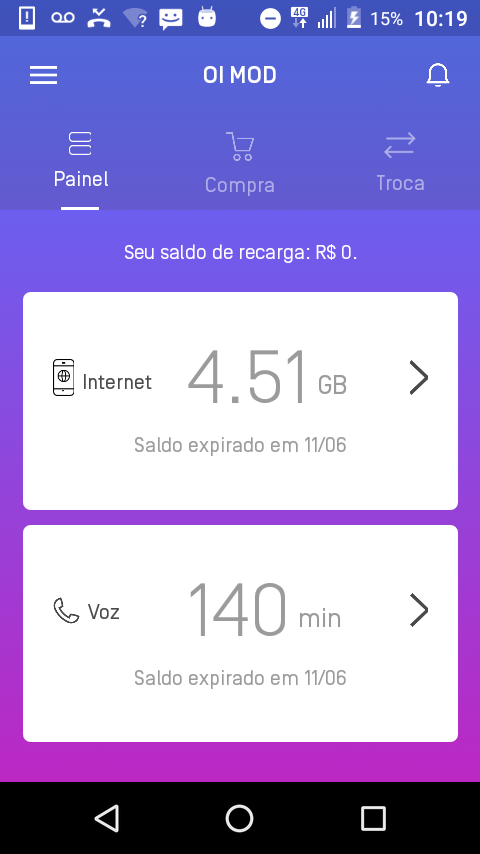 4G 15% 10:19
OI MOD
Painel Compra Troca
Seu saldo de recarga: R$ 0.
Internet 4.51 GB
Saldo expirado em 11/06
Voz 140 min
Saldo expirado em 11/06